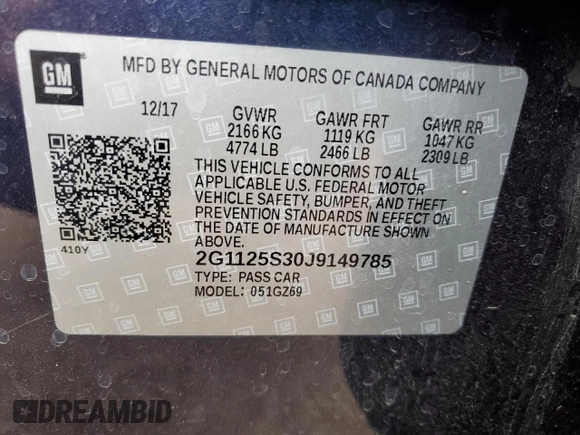 GM
MFD BY GENERAL MOTORS OF CANADA COMPANY
12/17 GVWR GAWR FRT GAWR RR
2166 KG 1119 KG 1047 KG
4774 LB 2466 LB 2309 LB
THIS VEHICLE CONFORMS TO ALL
APPLICABLE U.S. FEDERAL MOTOR
VEHICLE SAFETY, BUMPER, AND THEFT
PREVENTION STANDARDS IN EFFECT ON
THE DATE OF MANUFACTURE SHOWN
ABOVE.
410Y
2G1125S30J9149785
TYPE: PASS CAR
MODEL: 051GZ69
DREAMBID